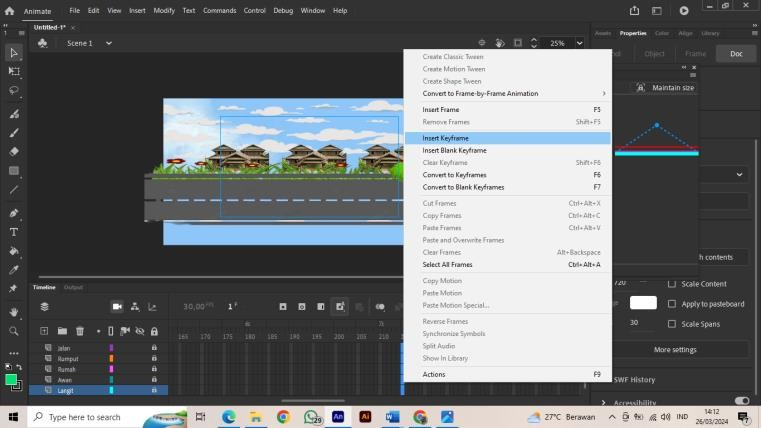 Animate
File Edit View Insert Modify Text Commands Control Debug Window Help
Untitled-1* ×
Scene 1
25%
Assets Properties Color Align Library
Object Frame Doc
Maintain size
Create Classic Tween
Create Motion Tween
Create Shape Tween
Convert to Frame-by-Frame Animation
Insert Frame F5
Remove Frames Shift+F5
Insert Keyframe
Insert Blank Keyframe
Clear Keyframe Shift+F6
Convert to Keyframes F6
Convert to Blank Keyframes F7
Cut Frames Ctrl+Alt+X
Copy Frames Ctrl+Alt+C
Paste Frames Ctrl+Alt+V
Paste and Overwrite Frames
Clear Frames Alt+Backspace
Select All Frames Ctrl+Alt+A
Copy Motion
Paste Motion
Paste Motion Special...
Reverse Frames
Synchronize Symbols
Split Audio
Show In Library
Actions F9
contents
720 Scale Content
Apply to pasteboard
30 Scale Spans
More settings
SWF History
Accessibility
Timeline Output
30,00 FPS 1 F
6s 7s
165 170 175 180 185 190 195 200 205 210
Jalan
Rumput
Rumah
Awan
Langit
Type here to search
29
27°C Berawan
IND
14:12
26/03/2024
7